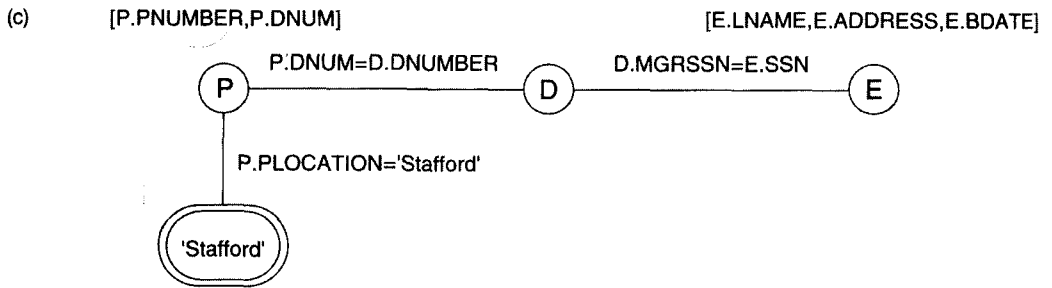 (c) [P.PNUMBER,P.DNUM] [E.LNAME,E.ADDRESS,E.BDATE]
P.DNUM=D.DNUMBER D.MGRSSN=E.SSN
P D E
P.PLOCATION='Stafford'
'Stafford'